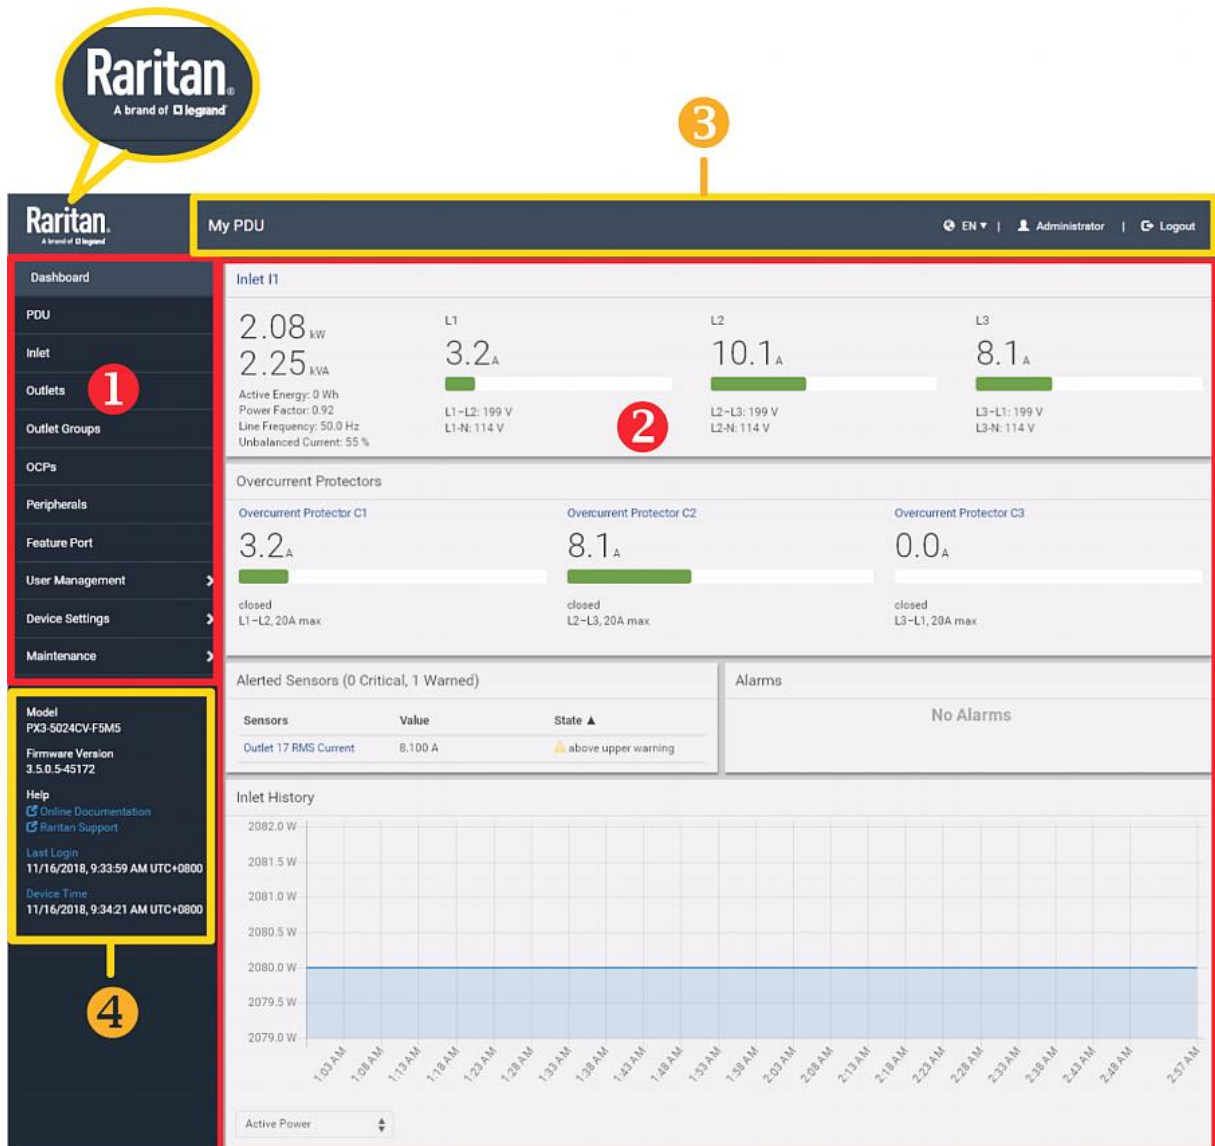 Raritan.
A brand of legrand
3
Raritan.
A brand of legrand
My PDU
EN ▼ | Administrator | Logout
Dashboard
PDU
Inlet
Outlets
Outlet Groups
OCPs
Peripherals
Feature Port
User Management
Device Settings
Maintenance
1
Model
PX3-5024CV-F5M5
Firmware Version
3.5.0.5-45172
Help
Online Documentation
Raritan Support
Last Login
11/16/2018, 9:33:59 AM UTC+0800
Device Time
11/16/2018, 9:34:21 AM UTC+0800
4
Inlet I1
2.08 kW
2.25 kVA
Active Energy: 0 Wh
Power Factor: 0.92
Line Frequency: 50.0 Hz
Unbalanced Current: 55 %
L1
3.2 A
L1-L2: 199 V
L1-N: 114 V
2
L2
10.1 A
L2-L3: 199 V
L2-N: 114 V
L3
8.1 A
L3-L1: 199 V
L3-N: 114 V
Overcurrent Protectors
Overcurrent Protector C1
3.2 A
closed
L1-L2, 20A max
Overcurrent Protector C2
8.1 A
closed
L2-L3, 20A max
Overcurrent Protector C3
0.0 A
closed
L3-L1, 20A max
Alerted Sensors (0 Critical, 1 Warned)
Sensors Value State ▲
Outlet 17 RMS Current 8.100 A above upper warning
Alarms
No Alarms
Inlet History
2082.0 W
2081.5 W
2081.0 W
2080.5 W
2080.0 W
2079.5 W
2079.0 W
1:03 AM 1:08 AM 1:13 AM 1:18 AM 1:23 AM 1:28 AM 1:33 AM 1:38 AM 1:43 AM 1:48 AM 1:53 AM 1:58 AM 2:03 AM 2:08 AM 2:13 AM 2:18 AM 2:23 AM 2:28 AM 2:33 AM 2:38 AM 2:43 AM 2:48 AM 2:57 AM
Active Power